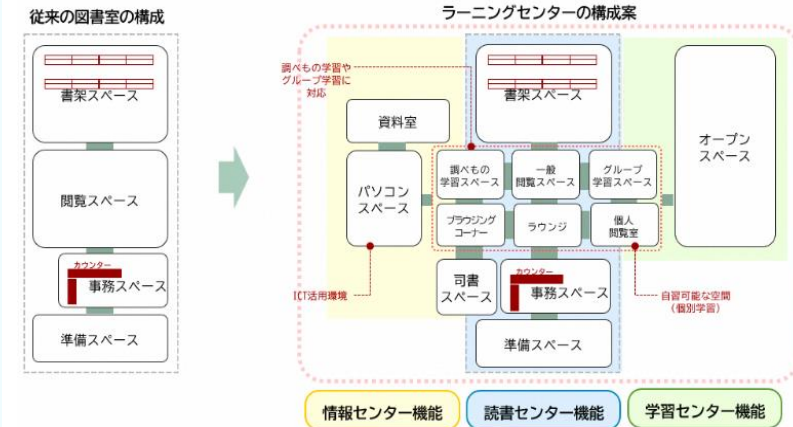 従来の図書室の構成
書架スペース
閲覧スペース
カウンター
事務スペース
準備スペース
ラーニングセンターの構成案
調べもの学習や
グループ学習に
対応
書架スペース
資料室
オープン
スペース
パソコン
スペース
調べもの
学習スペース
一般
閲覧スペース
グループ
学習スペース
ブラウジング
コーナー
ラウンジ
個人
閲覧室
司書
スペース
カウンター
事務スペース
ICT活用環境
自習可能な空間
(個別学習)
準備スペース
情報センター機能
読書センター機能
学習センター機能